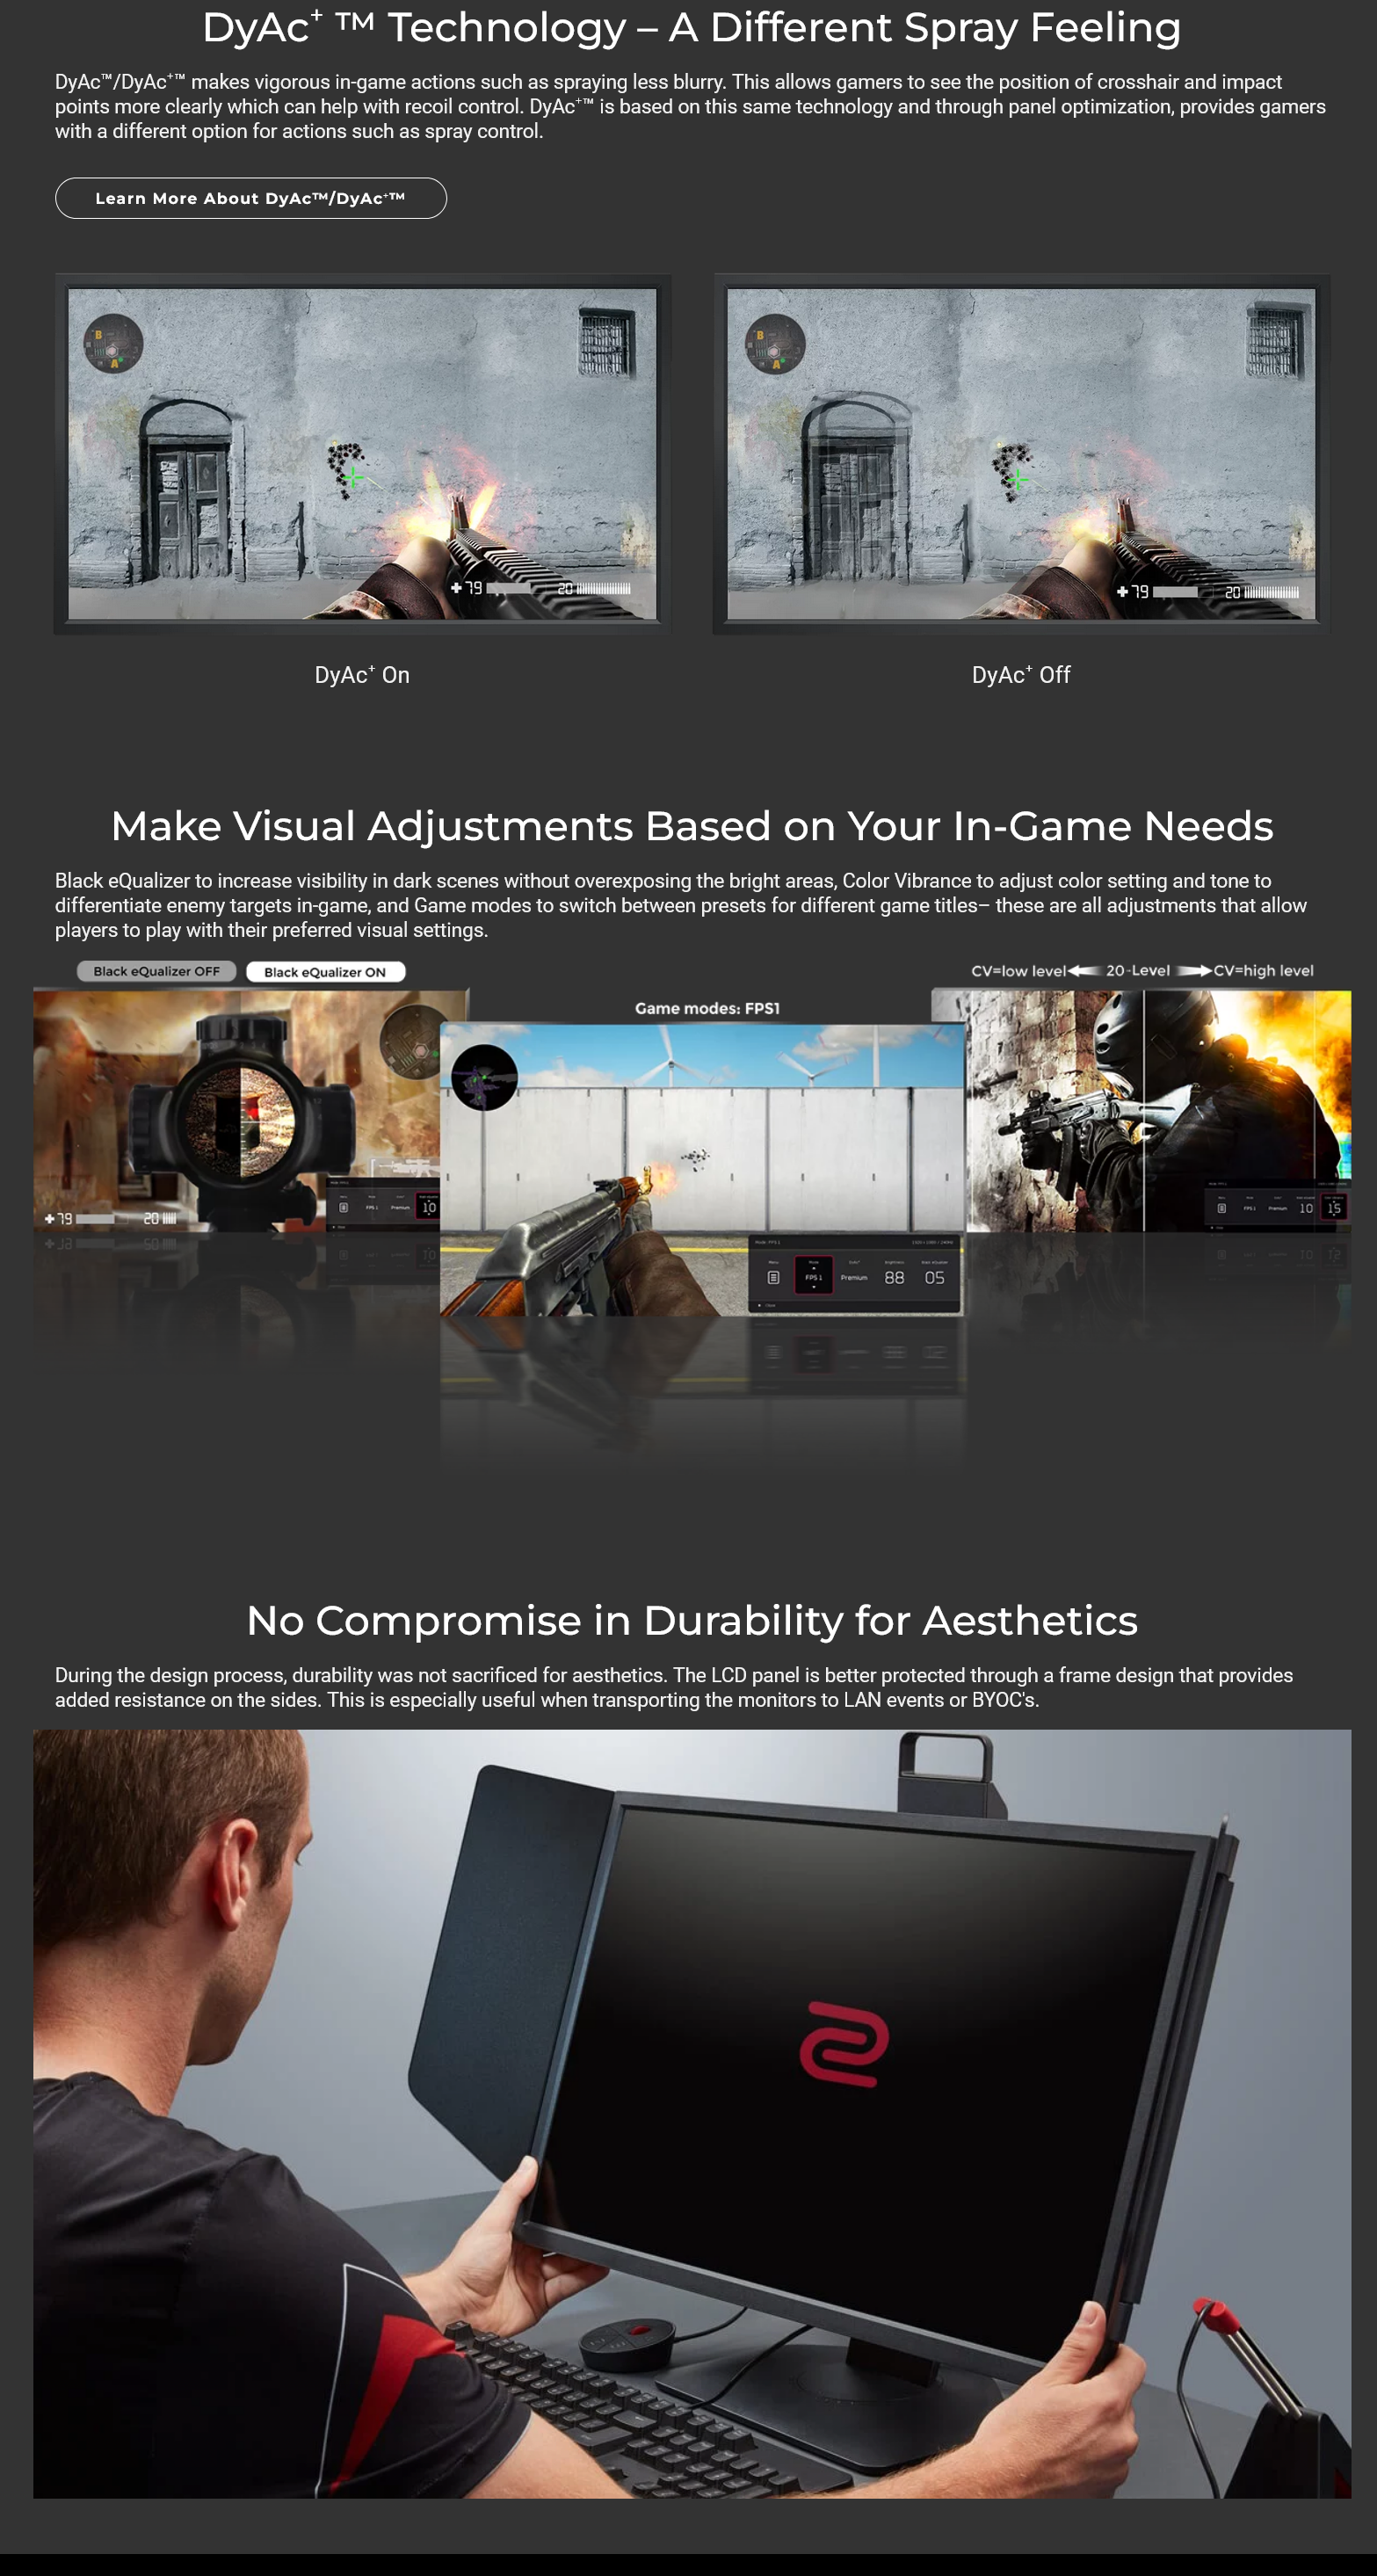 DyAc⁺ ™ Technology – A Different Spray Feeling
DyAc™/DyAc⁺™ makes vigorous in-game actions such as spraying less blurry. This allows gamers to see the position of crosshair and impact
points more clearly which can help with recoil control. DyAc⁺™ is based on this same technology and through panel optimization, provides gamers
with a different option for actions such as spray control.
Learn More About DyAc™/DyAc⁺™
B
A
79
20
B
A
79
20
DyAc⁺ On
DyAc⁺ Off
Make Visual Adjustments Based on Your In-Game Needs
Black eQualizer to increase visibility in dark scenes without overexposing the bright areas, Color Vibrance to adjust color setting and tone to
differentiate enemy targets in-game, and Game modes to switch between presets for different game titles– these are all adjustments that allow
players to play with their preferred visual settings.
Black eQualizer OFF
Black eQualizer ON
CV=low level
20-Level
CV=high level
Game modes: FPS1
79
20
FPS 1
Premium
10
FPS 1
Premium
88
05
FPS 1
Premium
10
15
No Compromise in Durability for Aesthetics
During the design process, durability was not sacrificed for aesthetics. The LCD panel is better protected through a frame design that provides
added resistance on the sides. This is especially useful when transporting the monitors to LAN events or BYOC's.